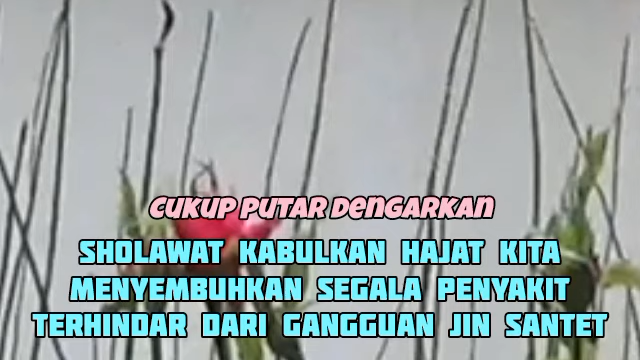 CUKUP PUTAR DENGARKAN
SHOLAWAT KABULKAN HAJAT KITA
MENYEMBUHKAN SEGALA PENYAKIT
TERHINDAR DARI GANGGUAN JIN SANTET